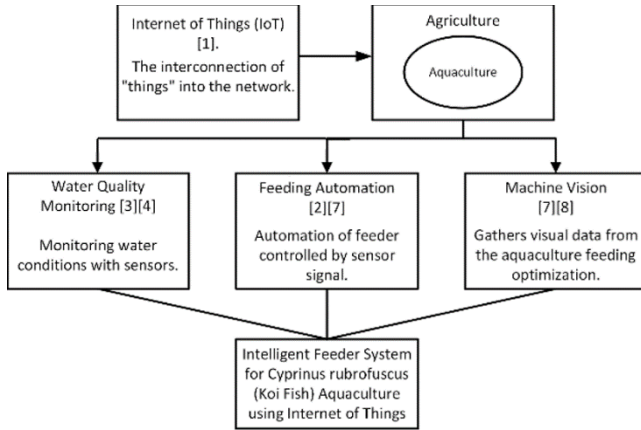 Internet of Things (IoT)
[1].
The interconnection of
"things" into the network.
Agriculture
Aquaculture
Water Quality
Monitoring [3][4]
Monitoring water
conditions with sensors.
Feeding Automation
[2][7]
Automation of feeder
controlled by sensor
signal.
Machine Vision
[7][8]
Gathers visual data from
the aquaculture feeding
optimization.
Intelligent Feeder System
for Cyprinus rubrofuscus
(Koi Fish) Aquaculture
using Internet of Things